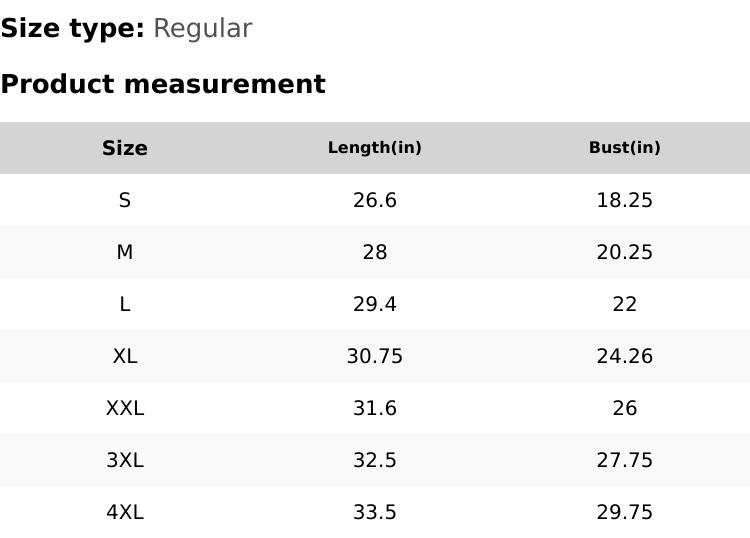 Size type: Regular
Product measurement
Size Length(in) Bust(in)
S 26.6 18.25
M 28 20.25
L 29.4 22
XL 30.75 24.26
XXL 31.6 26
3XL 32.5 27.75
4XL 33.5 29.75